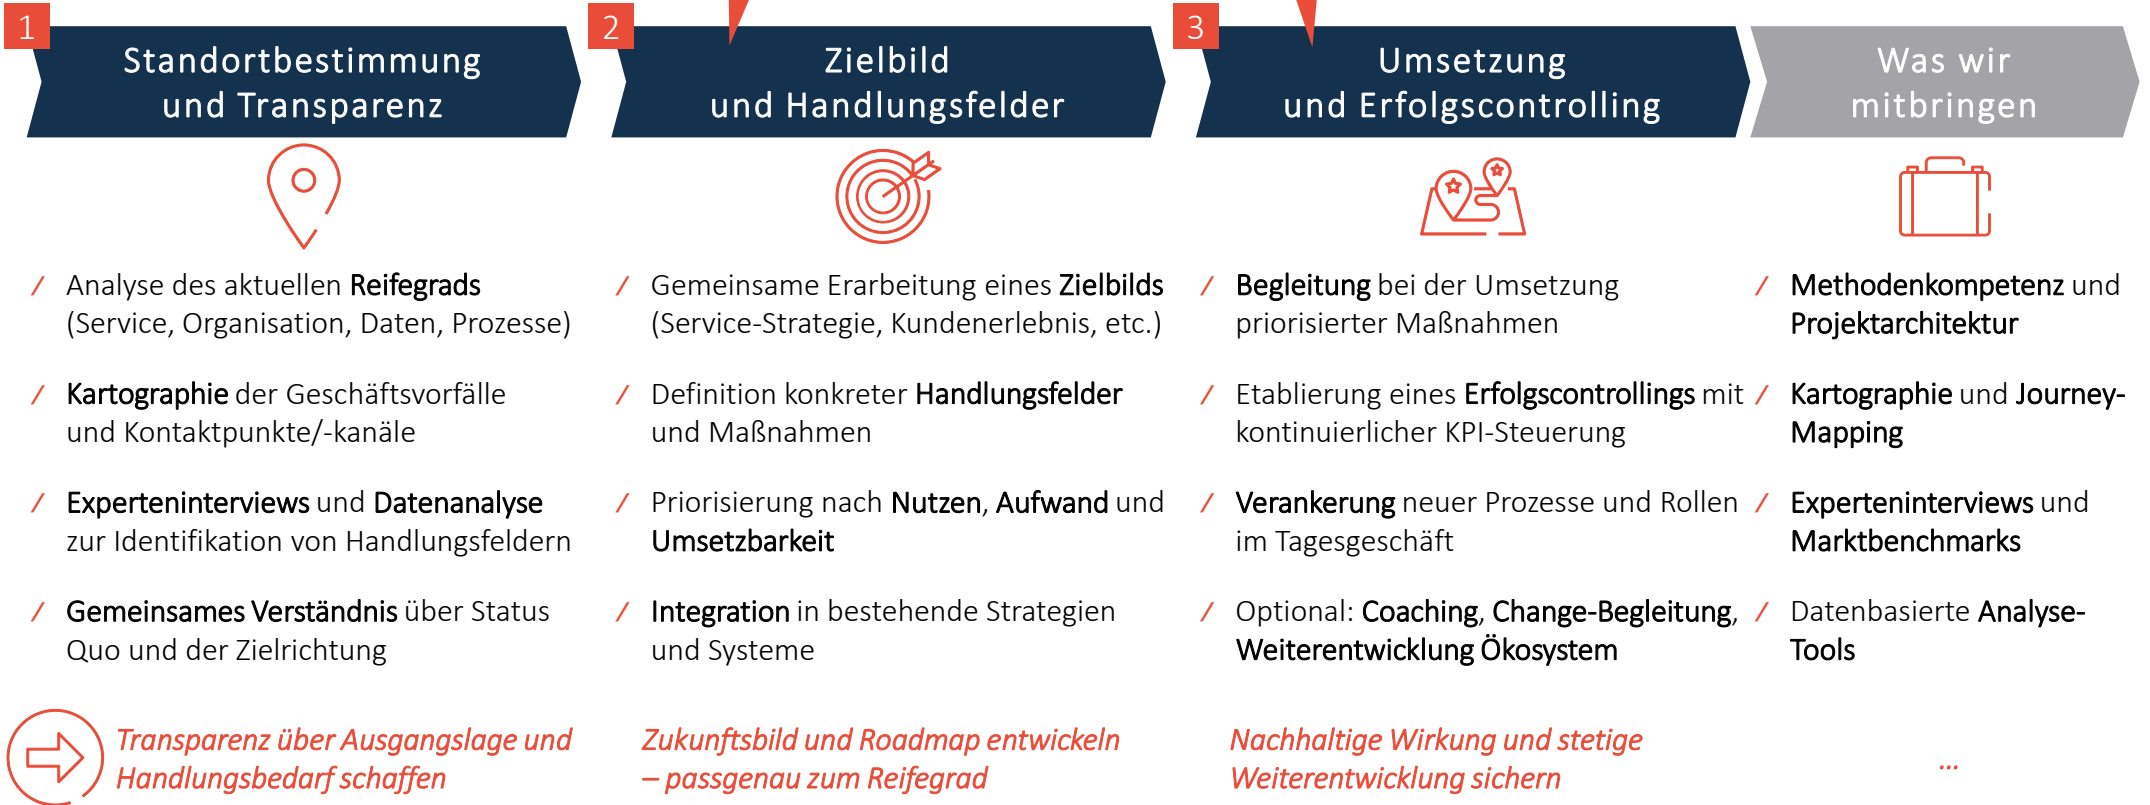 1
Standortbestimmung
und Transparenz
/ Analyse des aktuellen Reifegrads
(Service, Organisation, Daten, Prozesse)
/ Kartographie der Geschäftsvorfälle
und Kontaktpunkte/-kanäle
/ Experteninterviews und Datenanalyse
zur Identifikation von Handlungsfeldern
/ Gemeinsames Verständnis über Status
Quo und der Zielrichtung
Transparenz über Ausgangslage und
Handlungsbedarf schaffen
2
Zielbild
und Handlungsfelder
/ Gemeinsame Erarbeitung eines Zielbilds
(Service-Strategie, Kundenerlebnis, etc.)
/ Definition konkreter Handlungsfelder
und Maßnahmen
/ Priorisierung nach Nutzen, Aufwand und
Umsetzbarkeit
/ Integration in bestehende Strategien
und Systeme
Zukunftsbild und Roadmap entwickeln
– passgenau zum Reifegrad
3
Umsetzung
und Erfolgscontrolling
/ Begleitung bei der Umsetzung
priorisierter Maßnahmen
/ Etablierung eines Erfolgscontrollings mit
kontinuierlicher KPI-Steuerung
/ Verankerung neuer Prozesse und Rollen
im Tagesgeschäft
/ Optional: Coaching, Change-Begleitung,
Weiterentwicklung Ökosystem
Nachhaltige Wirkung und stetige
Weiterentwicklung sichern
Was wir
mitbringen
/ Methodenkompetenz und
Projektarchitektur
/ Kartographie und Journey-
Mapping
/ Experteninterviews und
Marktbenchmarks
/ Datenbasierte Analyse-
Tools
...